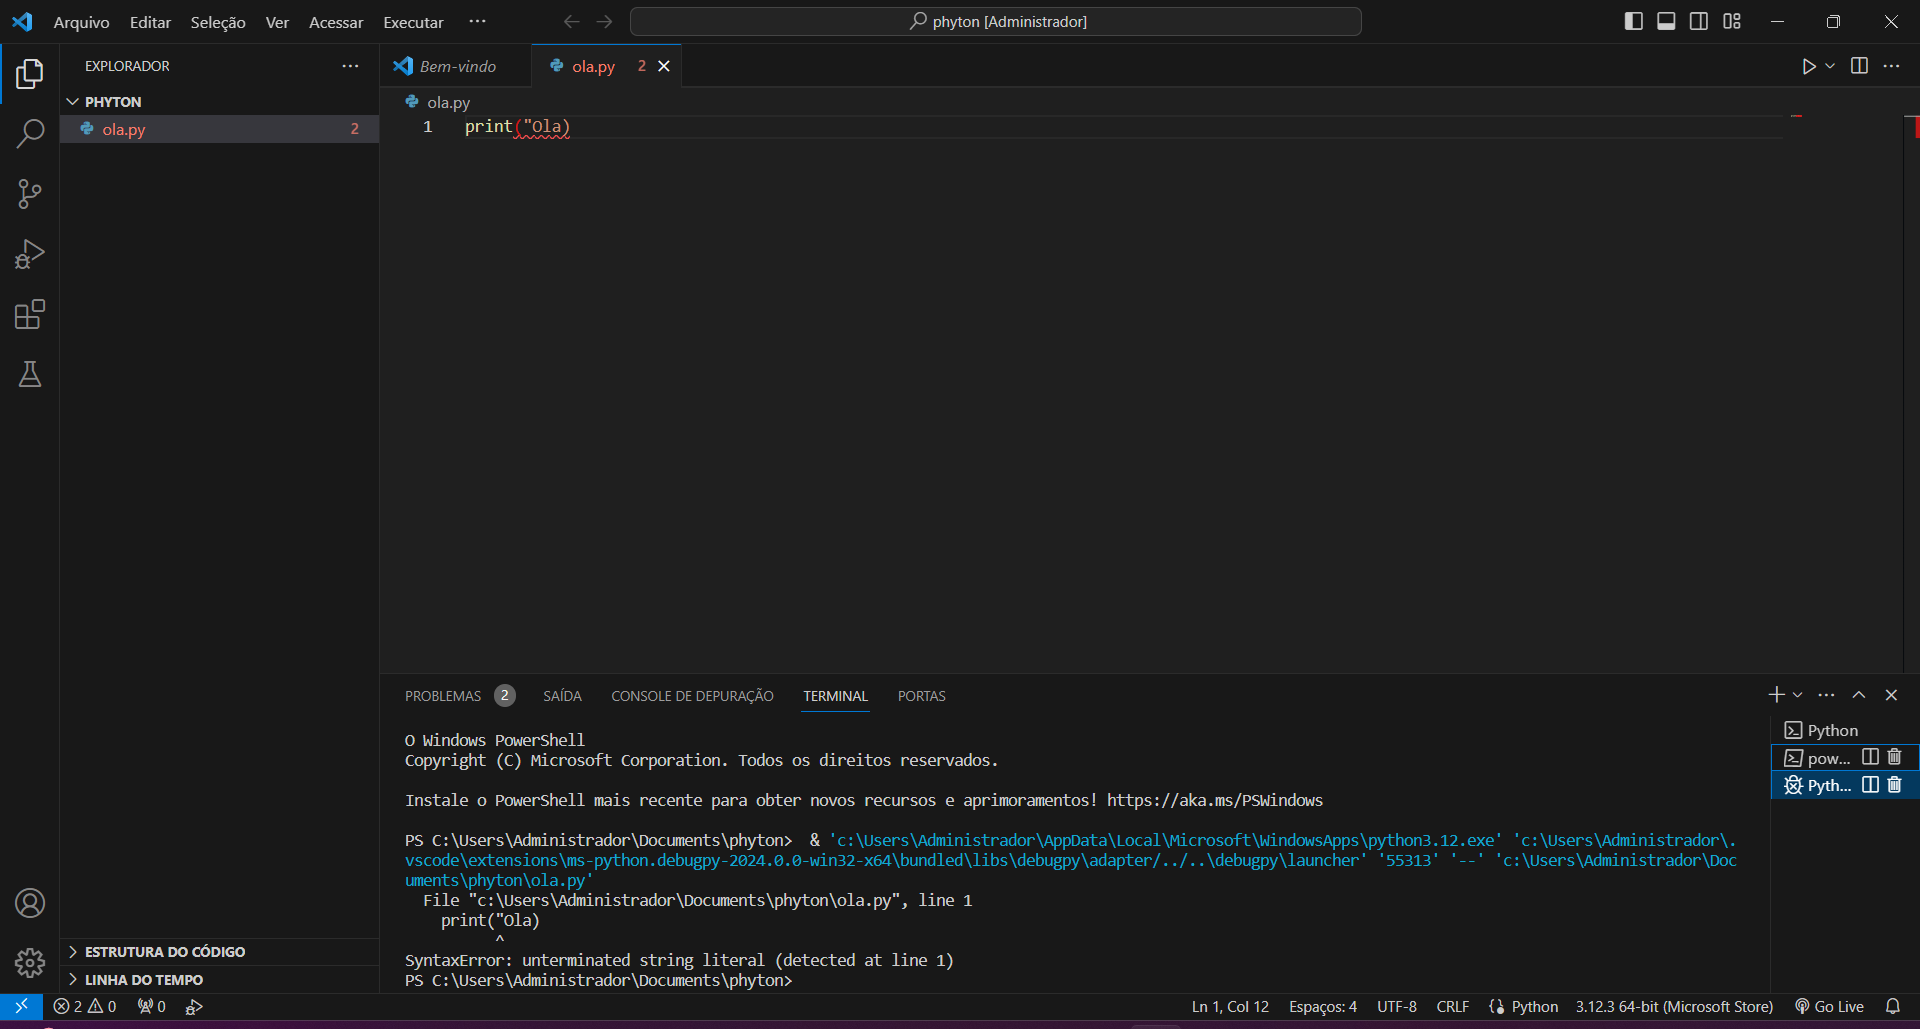 Arquivo Editar Seleção Ver Acessar Executar ··· phyton [Administrador]
EXPLORADOR ···
PHYTON
ola.py 2
Bem-vindo ola.py 2
ola.py
1 print("Ola)
PROBLEMAS 2 SAÍDA CONSOLE DE DEPURAÇÃO TERMINAL PORTAS
O Windows PowerShell
Copyright (C) Microsoft Corporation. Todos os direitos reservados.
Instale o PowerShell mais recente para obter novos recursos e aprimoramentos! https://aka.ms/PSWindows
PS C:\Users\Administrador\Documents\phyton>  & 'c:\Users\Administrador\AppData\Local\Microsoft\WindowsApps\python3.12.exe' 'c:\Users\Administrador\.
vscode\extensions\ms-python.debugpy-2024.0.0-win32-x64\bundled\libs\debugpy\adapter/../..\debugpy\launcher' '55313' '--' 'c:\Users\Administrador\Doc
uments\phyton\ola.py'
  File "c:\Users\Administrador\Documents\phyton\ola.py", line 1
    print("Ola)
          ^
SyntaxError: unterminated string literal (detected at line 1)
PS C:\Users\Administrador\Documents\phyton>
Python
pow...
Pyth...
ESTRUTURA DO CÓDIGO
LINHA DO TEMPO
2 0 0 Ln 1, Col 12 Espaços: 4 UTF-8 CRLF Python 3.12.3 64-bit (Microsoft Store) Go Live